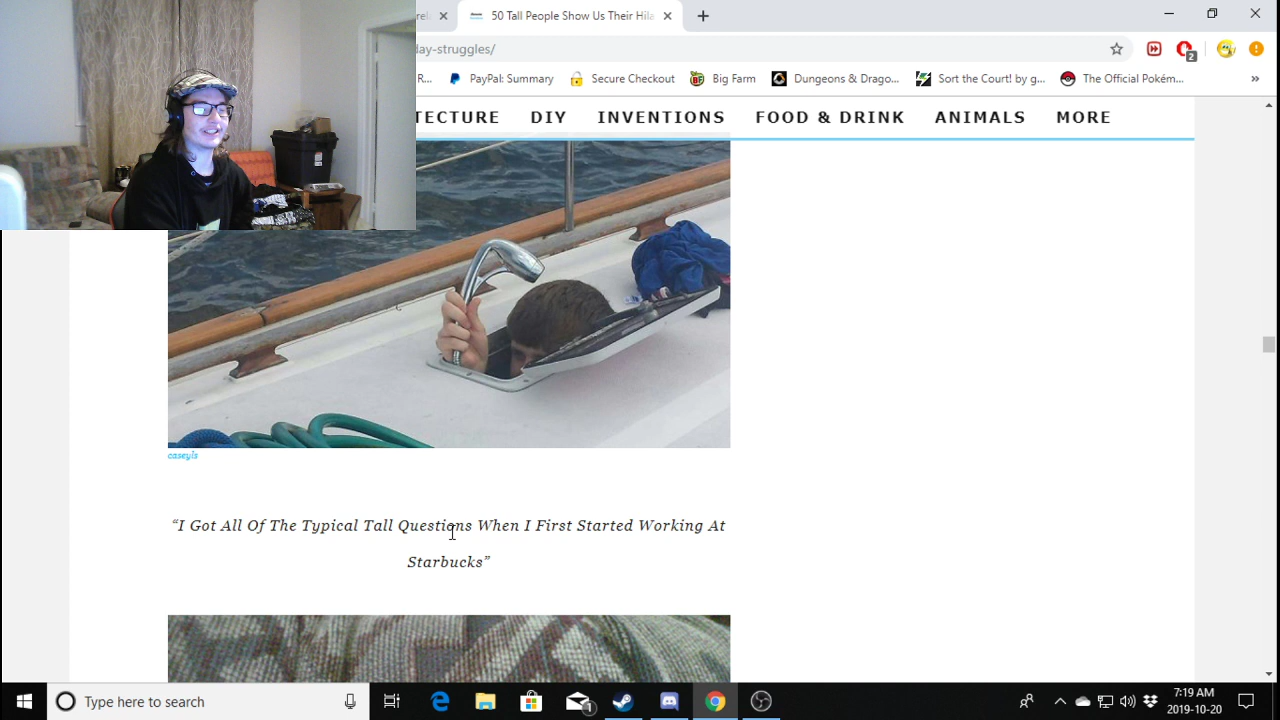 50 Tall People Show Us Their Hila
day-struggles/
2
R...
PayPal: Summary
Secure Checkout
Big Farm
Dungeons & Drago...
Sort the Court! by g...
The Official Pokém...
»
TECTURE
DIY
INVENTIONS
FOOD & DRINK
ANIMALS
MORE
caseyls
“I Got All Of The Typical Tall Questions When I First Started Working At
Starbucks”
Type here to search
1
7:19 AM
2019-10-20